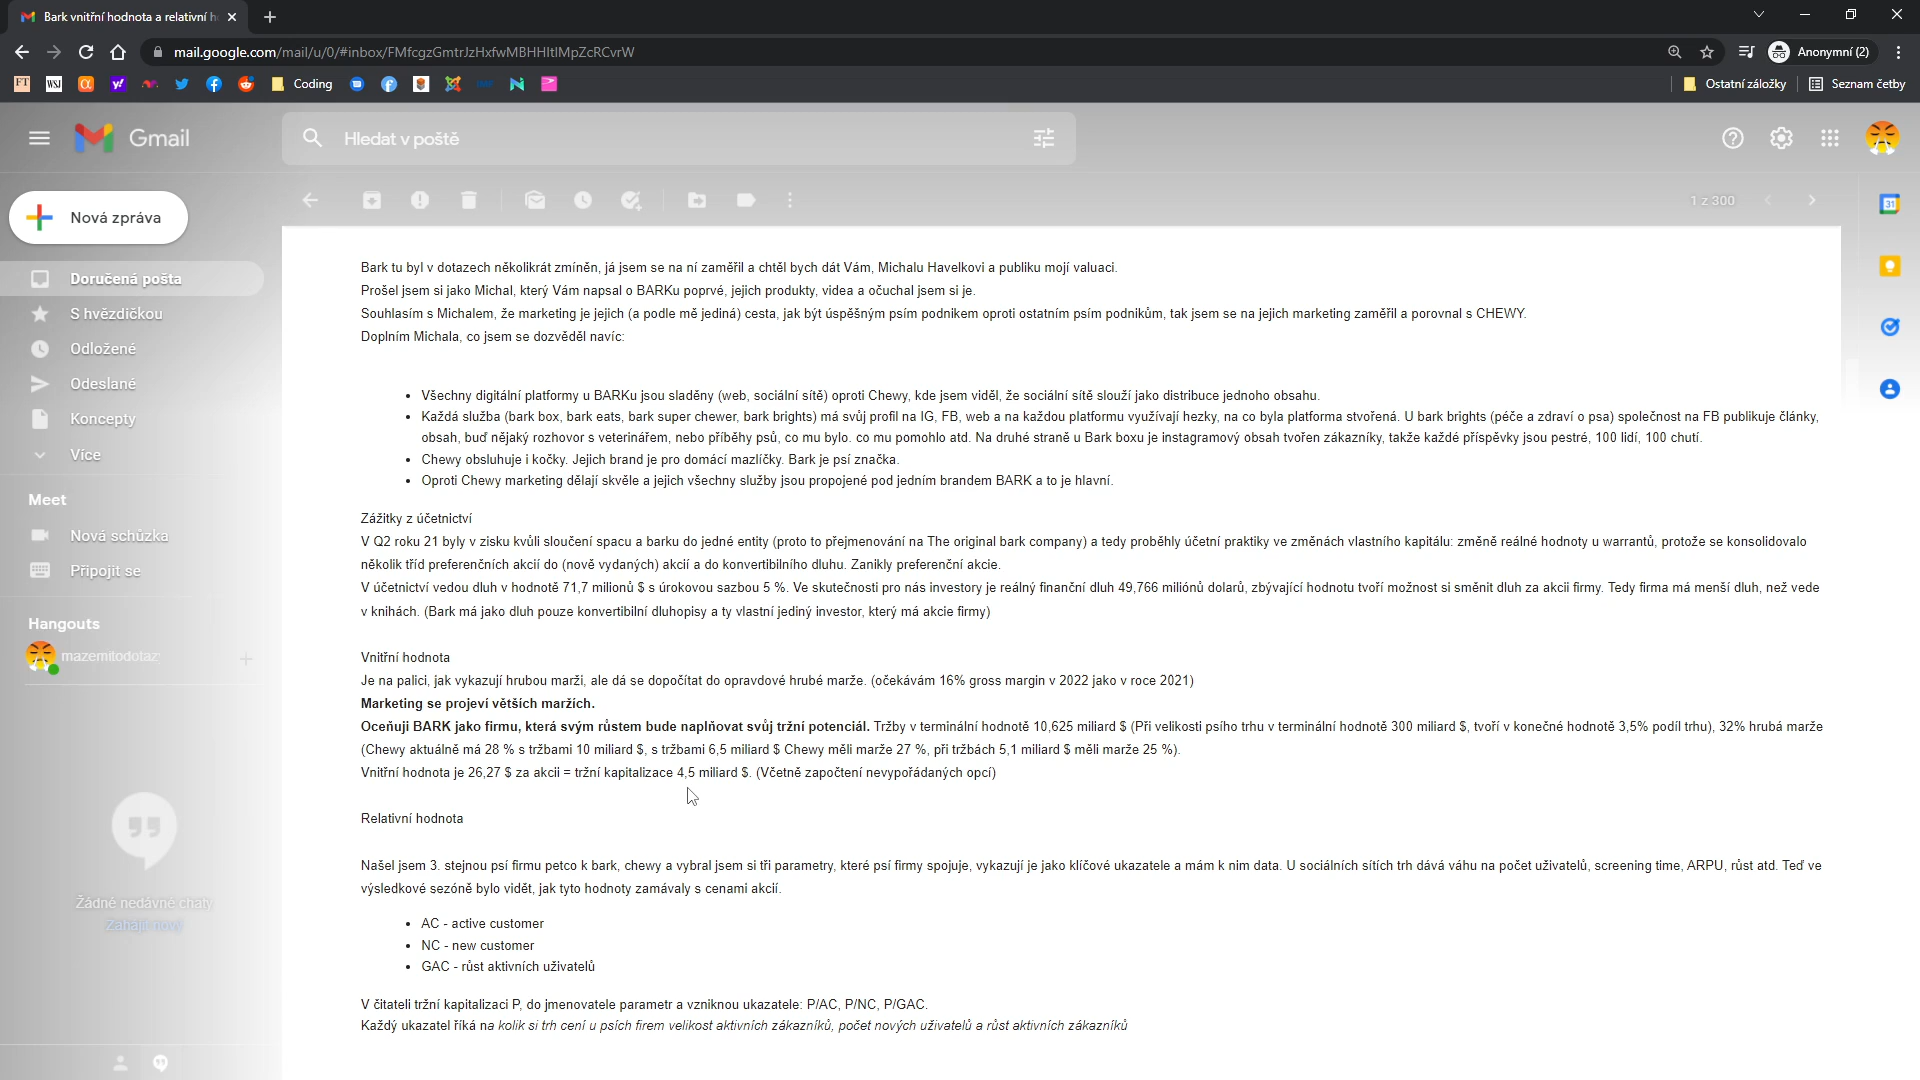 Bark vnitřní hodnota a relativní h
mail.google.com/mail/u/0/#inbox/FMfcgzGmtrJzHxfwMBHHltlMpZcRCvrW
Anonymní (2)
FT
WSJ
Coding
Ostatní záložky
Seznam četby
Gmail
Hledat v poště
1 z 300
31
Nová zpráva
Doručená pošta
S hvězdičkou
Odložené
Odeslané
Koncepty
Více
Meet
Nová schůzka
Připojit se
Hangouts
mazemitodotaz
Žádné nedávné chaty
Zahájit nový
Bark tu byl v dotazech několikrát zmíněn, já jsem se na ní zaměřil a chtěl bych dát Vám, Michalu Havelkovi a publiku mojí valuaci.
Prošel jsem si jako Michal, který Vám napsal o BARKu poprvé, jejich produkty, videa a očuchal jsem si je.
Souhlasím s Michalem, že marketing je jejich (a podle mě jediná) cesta, jak být úspěšným psím podnikem oproti ostatním psím podnikům, tak jsem se na jejich marketing zaměřil a porovnal s CHEWY.
Doplním Michala, co jsem se dozvěděl navíc:
• Všechny digitální platformy u BARKu jsou sladěny (web, sociální sítě) oproti Chewy, kde jsem viděl, že sociální sítě slouží jako distribuce jednoho obsahu.
• Každá služba (bark box, bark eats, bark super chewer, bark brights) má svůj profil na IG, FB, web a na každou platformu využívají hezky, na co byla platforma stvořená. U bark brights (péče a zdraví o psa) společnost na FB publikuje články,
obsah, buď nějaký rozhovor s veterinářem, nebo příběhy psů, co mu bylo. co mu pomohlo atd. Na druhé straně u Bark boxu je instagramový obsah tvořen zákazníky, takže každé příspěvky jsou pestré, 100 lidí, 100 chutí.
• Chewy obsluhuje i kočky. Jejich brand je pro domácí mazlíčky. Bark je psí značka.
• Oproti Chewy marketing dělají skvěle a jejich všechny služby jsou propojené pod jedním brandem BARK a to je hlavní.
Zážitky z účetnictví
V Q2 roku 21 byly v zisku kvůli sloučení spacu a barku do jedné entity (proto to přejmenování na The original bark company) a tedy proběhly účetní praktiky ve změnách vlastního kapitálu: změně reálné hodnoty u warrantů, protože se konsolidovalo
několik tříd preferenčních akcií do (nově vydaných) akcií a do konvertibilního dluhu. Zanikly preferenční akcie.
V účetnictví vedou dluh v hodnotě 71,7 milionů $ s úrokovou sazbou 5 %. Ve skutečnosti pro nás investory je reálný finanční dluh 49,766 miliónů dolarů, zbývající hodnotu tvoří možnost si směnit dluh za akcii firmy. Tedy firma má menší dluh, než vede
v knihách. (Bark má jako dluh pouze konvertibilní dluhopisy a ty vlastní jediný investor, který má akcie firmy)
Vnitřní hodnota
Je na palici, jak vykazují hrubou marži, ale dá se dopočítat do opravdové hrubé marže. (očekávám 16% gross margin v 2022 jako v roce 2021)
Marketing se projeví větších maržích.
Oceňuji BARK jako firmu, která svým růstem bude naplňovat svůj tržní potenciál. Tržby v terminální hodnotě 10,625 miliard $ (Při velikosti psího trhu v terminální hodnotě 300 miliard $, tvoří v konečné hodnotě 3,5% podíl trhu), 32% hrubá marže
(Chewy aktuálně má 28 % s tržbami 10 miliard $, s tržbami 6,5 miliard $ Chewy měli marže 27 %, při tržbách 5,1 miliard $ měli marže 25 %).
Vnitřní hodnota je 26,27 $ za akcii = tržní kapitalizace 4,5 miliard $. (Včetně započtení nevypořádaných opcí)
Relativní hodnota
Našel jsem 3. stejnou psí firmu petco k bark, chewy a vybral jsem si tři parametry, které psí firmy spojuje, vykazují je jako klíčové ukazatele a mám k nim data. U sociálních sítích trh dává váhu na počet uživatelů, screening time, ARPU, růst atd. Teď ve
výsledkové sezóně bylo vidět, jak tyto hodnoty zamávaly s cenami akcií.
• AC - active customer
• NC - new customer
• GAC - růst aktivních uživatelů
V čitateli tržní kapitalizaci P, do jmenovatele parametr a vzniknou ukazatele: P/AC, P/NC, P/GAC.
Každý ukazatel říká na kolik si trh cení u psích firem velikost aktivních zákazníků, počet nových uživatelů a růst aktivních zákazníků